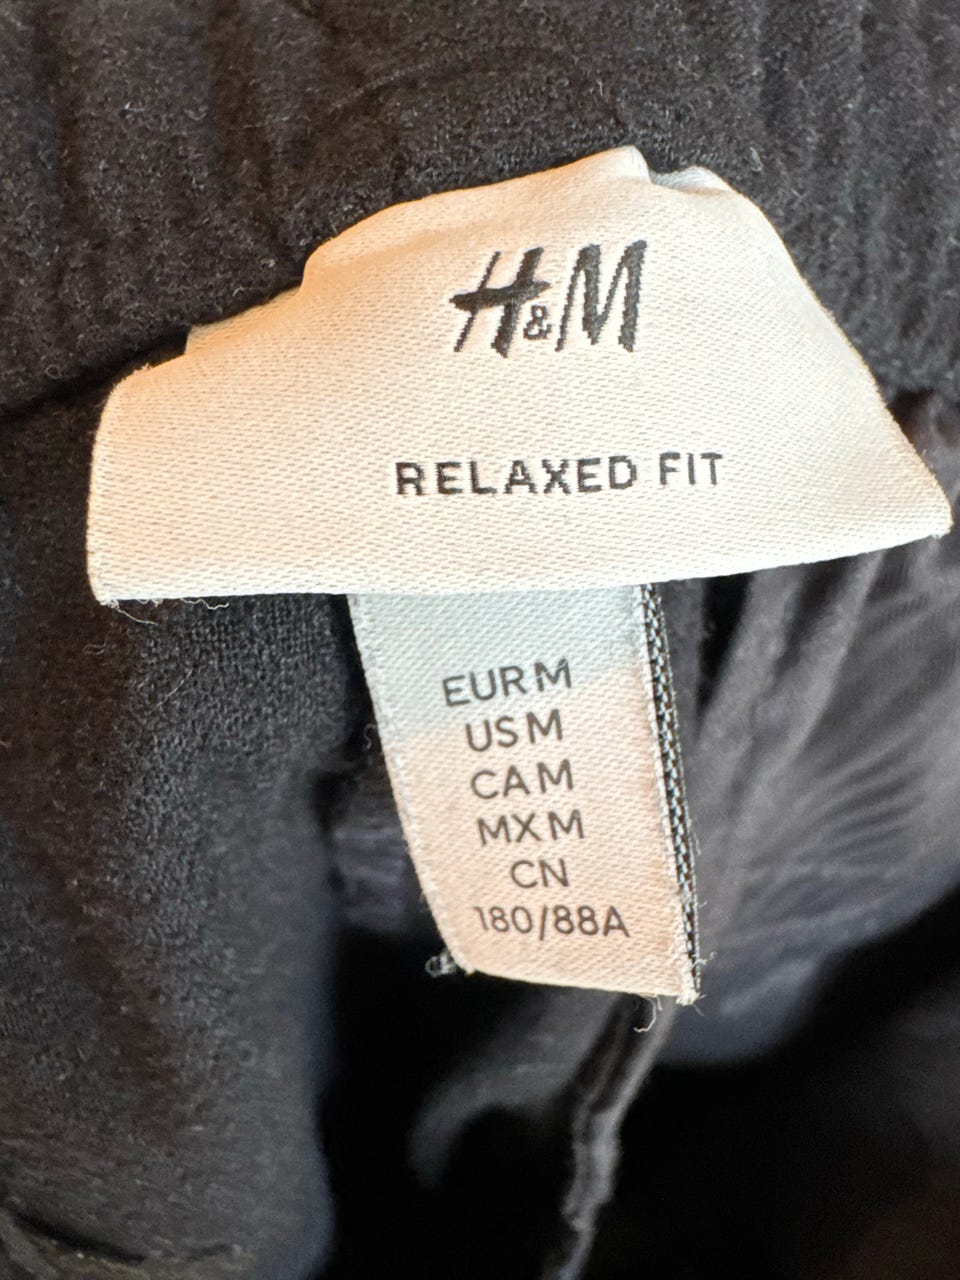 H&M
RELAXED FIT
EUR M
US M
CA M
MX M
CN
180/88A